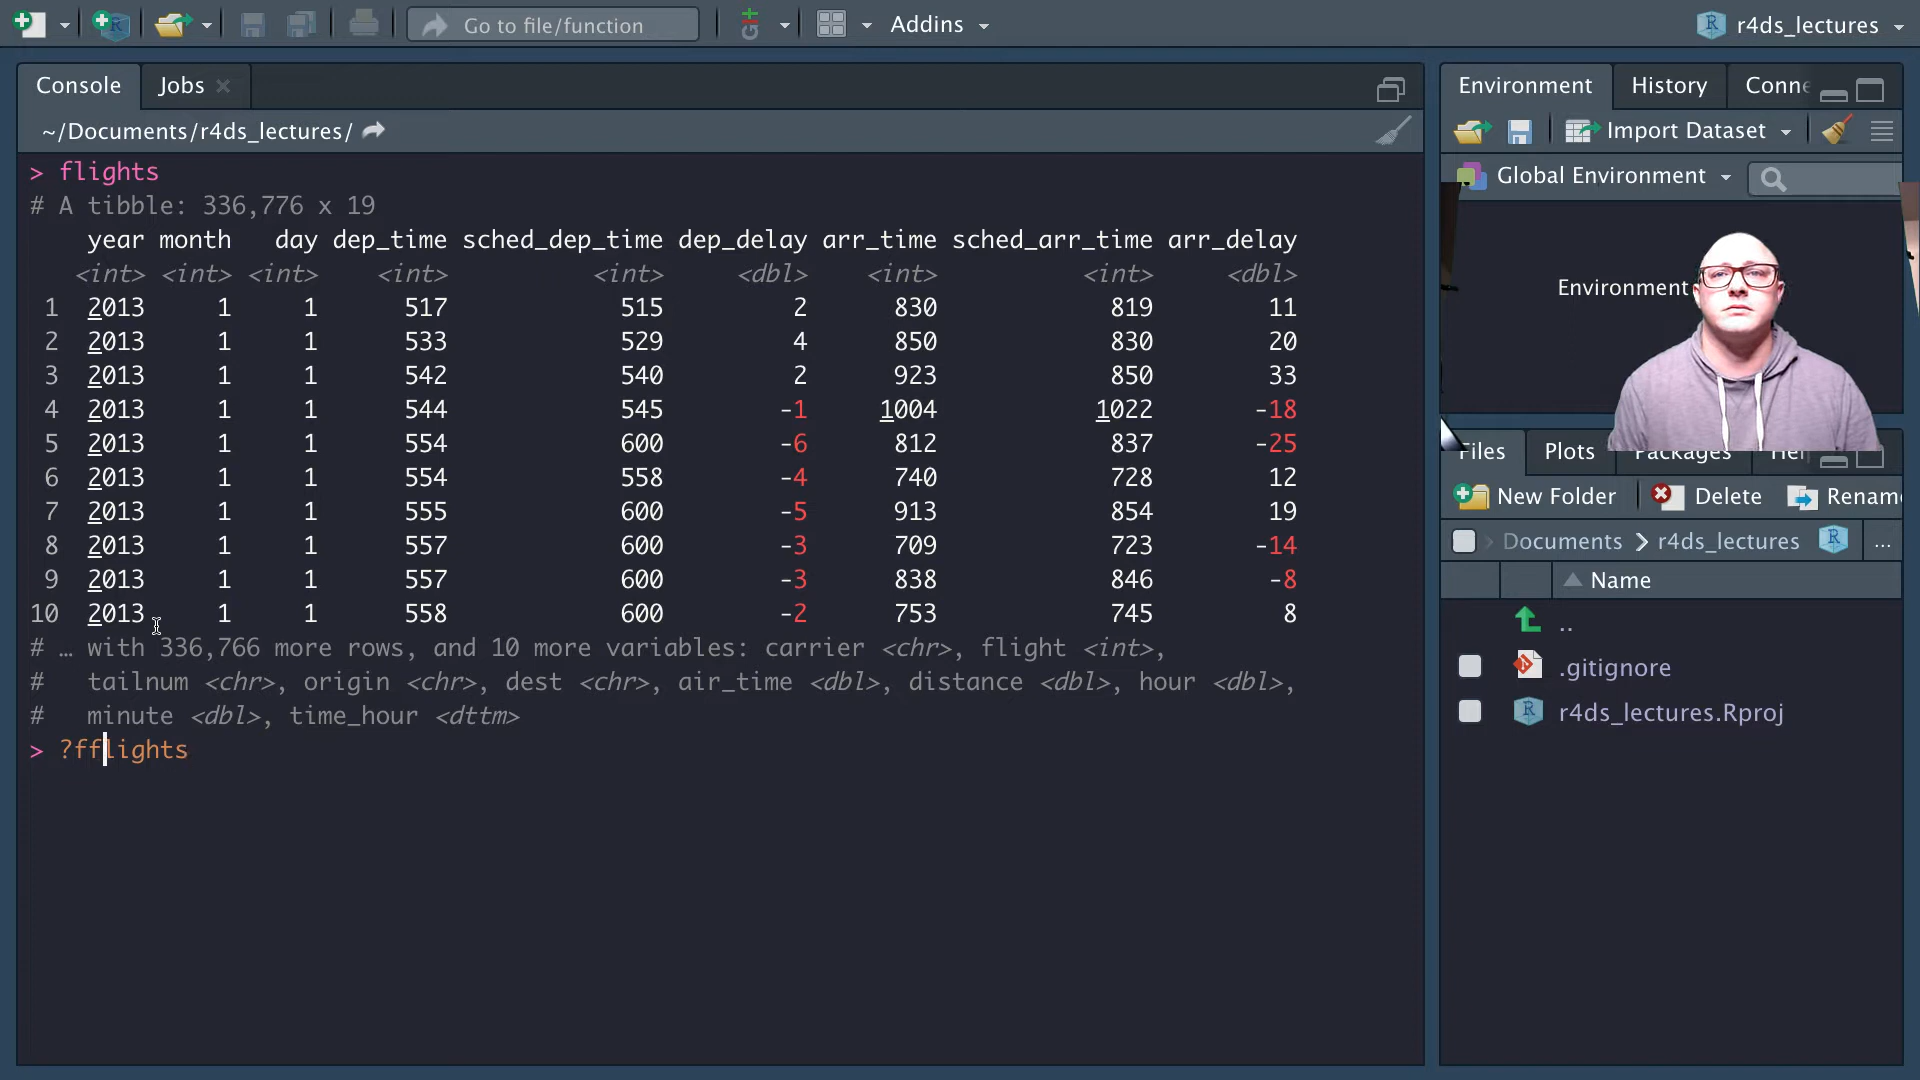 Go to file/function
Addins
r4ds_lectures
Console
Jobs
~/Documents/r4ds_lectures/
> flights
# A tibble: 336,776 x 19
year month day dep_time sched_dep_time dep_delay arr_time sched_arr_time arr_delay
<int> <int> <int> <int> <int> <dbl> <int> <int> <dbl>
1 2013 1 1 517 515 2 830 819 11
2 2013 1 1 533 529 4 850 830 20
3 2013 1 1 542 540 2 923 850 33
4 2013 1 1 544 545 -1 1004 1022 -18
5 2013 1 1 554 600 -6 812 837 -25
6 2013 1 1 554 558 -4 740 728 12
7 2013 1 1 555 600 -5 913 854 19
8 2013 1 1 557 600 -3 709 723 -14
9 2013 1 1 557 600 -3 838 846 -8
10 2013 1 1 558 600 -2 753 745 8
# … with 336,766 more rows, and 10 more variables: carrier <chr>, flight <int>,
# tailnum <chr>, origin <chr>, dest <chr>, air_time <dbl>, distance <dbl>, hour <dbl>,
# minute <dbl>, time_hour <dttm>
> ?fflights
Environment History Conne
Import Dataset
Global Environment
Environment
Files Plots Packages Hel
New Folder Delete Renam
Documents > r4ds_lectures R ...
Name
..
.gitignore
r4ds_lectures.Rproj